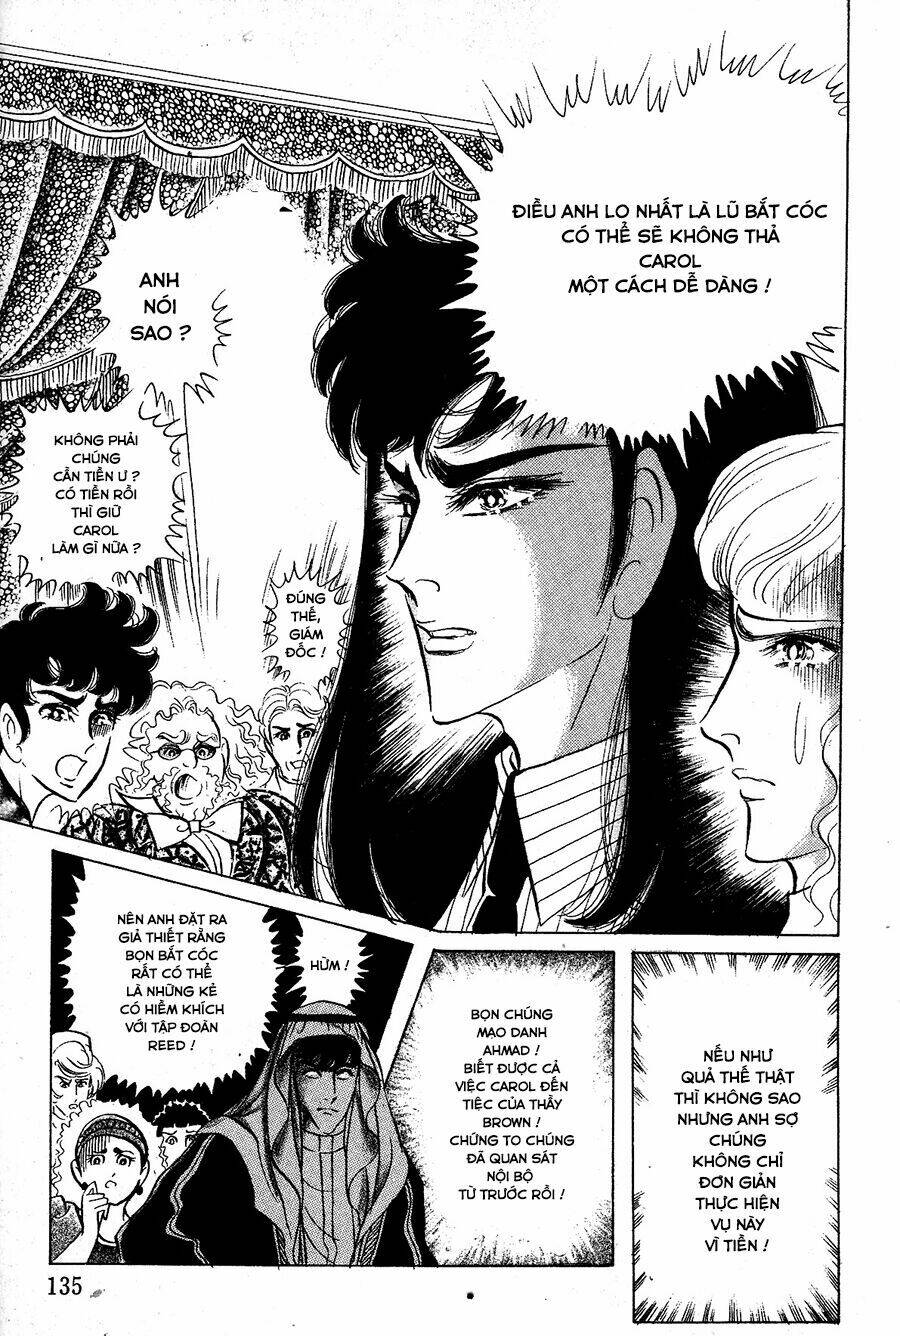 ĐIỀU ANH LO NHẤT LÀ LŨ BẮT CÓC
CÓ THỂ SẼ KHÔNG THẢ
CAROL
MỘT CÁCH DỄ DÀNG !
ANH
NÓI
SAO ?
KHÔNG PHẢI
CHÚNG
CẦN TIỀN Ư ?
CÓ TIỀN RỒI
THÌ GIỮ
CAROL
LÀM GÌ NỮA ?
ĐÚNG
THẾ,
GIÁM
ĐỐC !
NẾU NHƯ
QUẢ THẾ THẬT
THÌ KHÔNG SAO
NHƯNG ANH SỢ
CHÚNG
KHÔNG CHỈ
ĐƠN GIẢN
THỰC HIỆN
VỤ NÀY
VÌ TIỀN !
BỌN CHÚNG
MẠO DANH
AHMAD !
BIẾT ĐƯỢC CẢ
VIỆC CAROL ĐẾN
TIỆC CỦA THẦY
BROWN !
CHỨNG TO CHÚNG
ĐÃ QUAN SÁT
NỘI BỘ
TỪ TRƯỚC RỒI !
HỪM !
NÊN ANH ĐẶT RA
GIẢ THIẾT RẰNG
BỌN BẮT CÓC
RẤT CÓ THỂ
LÀ NHỮNG KẺ
CÓ HIỀM KHÍCH
VỚI TẬP ĐOÀN
REED !
135